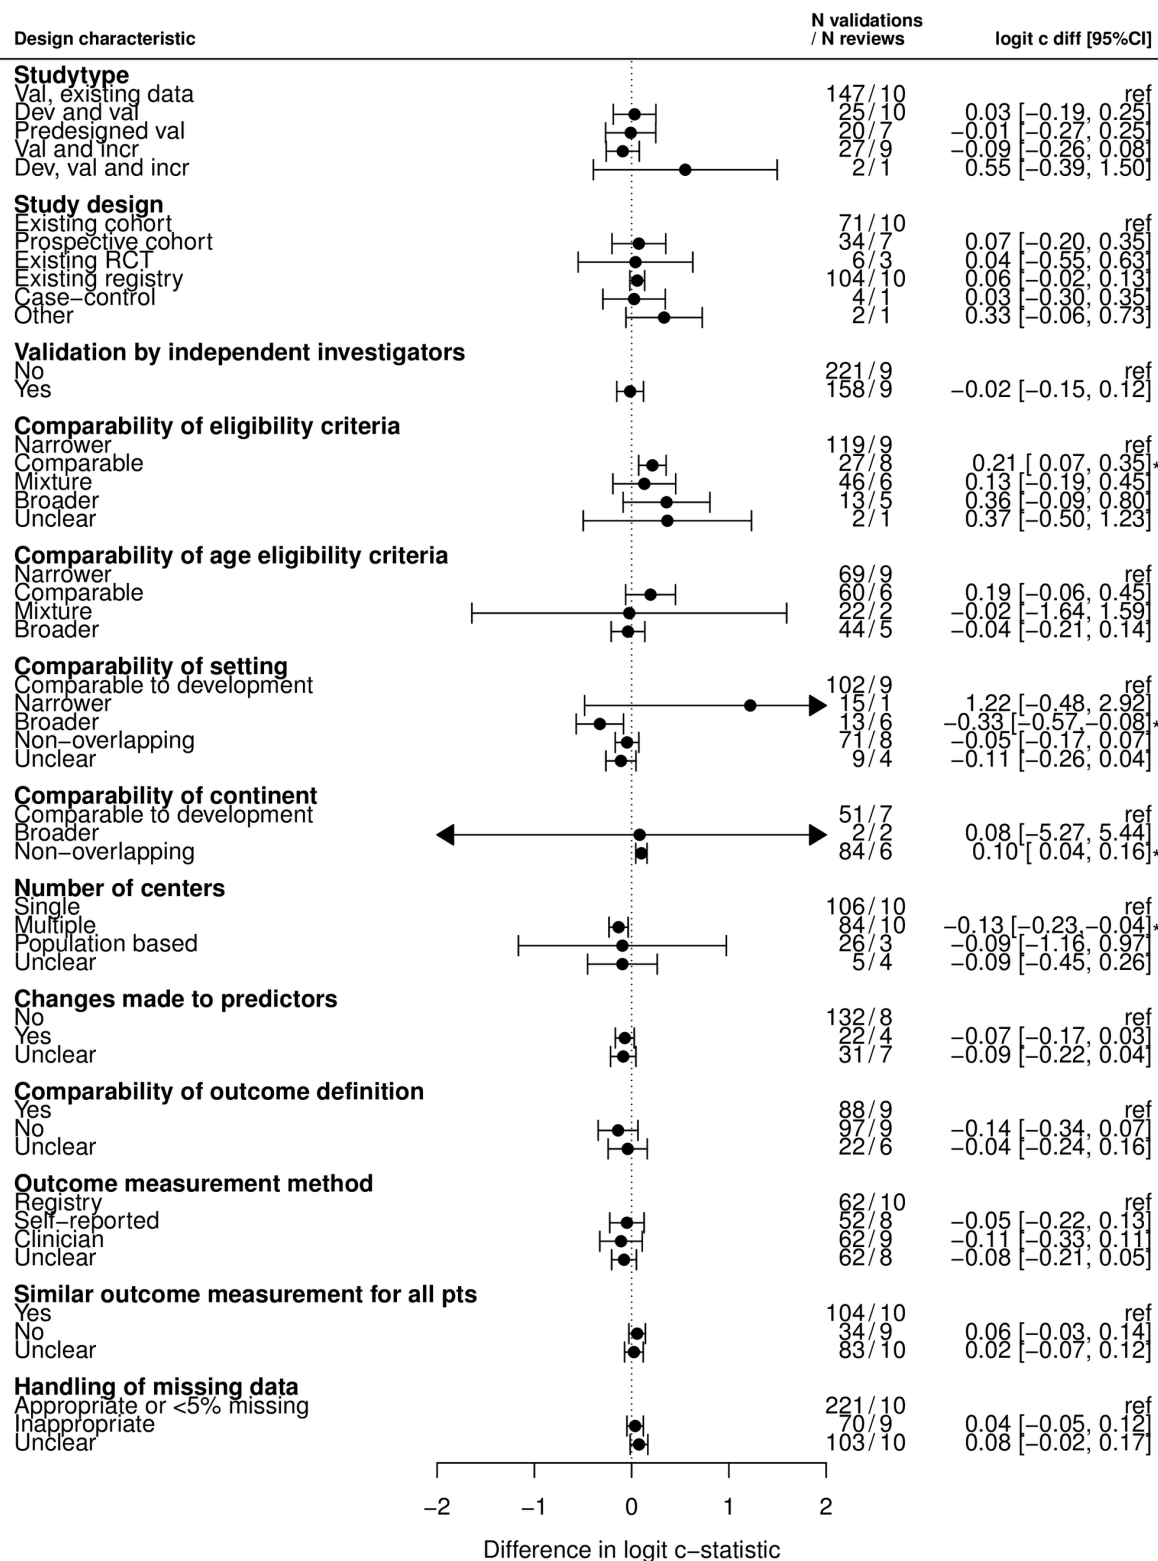 N validations
Design characteristic / N reviews logit c diff [95%CI]
Studytype
Val, existing data 147 / 10 ref
Dev and val 25 / 10 0.03 [−0.19, 0.25]
Predesigned val 20 / 7 −0.01 [−0.27, 0.25]
Val and incr 27 / 9 −0.09 [−0.26, 0.08]
Dev, val and incr 2 / 1 0.55 [−0.39, 1.50]
Study design
Existing cohort 71 / 10 ref
Prospective cohort 34 / 7 0.07 [−0.20, 0.35]
Existing RCT 6 / 3 0.04 [−0.55, 0.63]
Existing registry 104 / 10 0.06 [−0.02, 0.13]
Case−control 4 / 1 0.03 [−0.30, 0.35]
Other 2 / 1 0.33 [−0.06, 0.73]
Validation by independent investigators
No 221 / 9 ref
Yes 158 / 9 −0.02 [−0.15, 0.12]
Comparability of eligibility criteria
Narrower 119 / 9 ref
Comparable 27 / 8 0.21 [ 0.07, 0.35]*
Mixture 46 / 6 0.13 [−0.19, 0.45]
Broader 13 / 5 0.36 [−0.09, 0.80]
Unclear 2 / 1 0.37 [−0.50, 1.23]
Comparability of age eligibility criteria
Narrower 69 / 9 ref
Comparable 60 / 6 0.19 [−0.06, 0.45]
Mixture 22 / 2 −0.02 [−1.64, 1.59]
Broader 44 / 5 −0.04 [−0.21, 0.14]
Comparability of setting
Comparable to development 102 / 9 ref
Narrower 15 / 1 1.22 [−0.48, 2.92]
Broader 13 / 6 −0.33 [−0.57,−0.08]*
Non−overlapping 71 / 8 −0.05 [−0.17, 0.07]
Unclear 9 / 4 −0.11 [−0.26, 0.04]
Comparability of continent
Comparable to development 51 / 7 ref
Broader 2 / 2 0.08 [−5.27, 5.44]
Non−overlapping 84 / 6 0.10 [ 0.04, 0.16]*
Number of centers
Single 106 / 10 ref
Multiple 84 / 10 −0.13 [−0.23,−0.04]*
Population based 26 / 3 −0.09 [−1.16, 0.97]
Unclear 5 / 4 −0.09 [−0.45, 0.26]
Changes made to predictors
No 132 / 8 ref
Yes 22 / 4 −0.07 [−0.17, 0.03]
Unclear 31 / 7 −0.09 [−0.22, 0.04]
Comparability of outcome definition
Yes 88 / 9 ref
No 97 / 9 −0.14 [−0.34, 0.07]
Unclear 22 / 6 −0.04 [−0.24, 0.16]
Outcome measurement method
Registry 62 / 10 ref
Self−reported 52 / 8 −0.05 [−0.22, 0.13]
Clinician 62 / 9 −0.11 [−0.33, 0.11]
Unclear 62 / 8 −0.08 [−0.21, 0.05]
Similar outcome measurement for all pts
Yes 104 / 10 ref
No 34 / 9 0.06 [−0.03, 0.14]
Unclear 83 / 10 0.02 [−0.07, 0.12]
Handling of missing data
Appropriate or <5% missing 221 / 10 ref
Inappropriate 70 / 9 0.04 [−0.05, 0.12]
Unclear 103 / 10 0.08 [−0.02, 0.17]
−2 −1 0 1 2
Difference in logit c−statistic